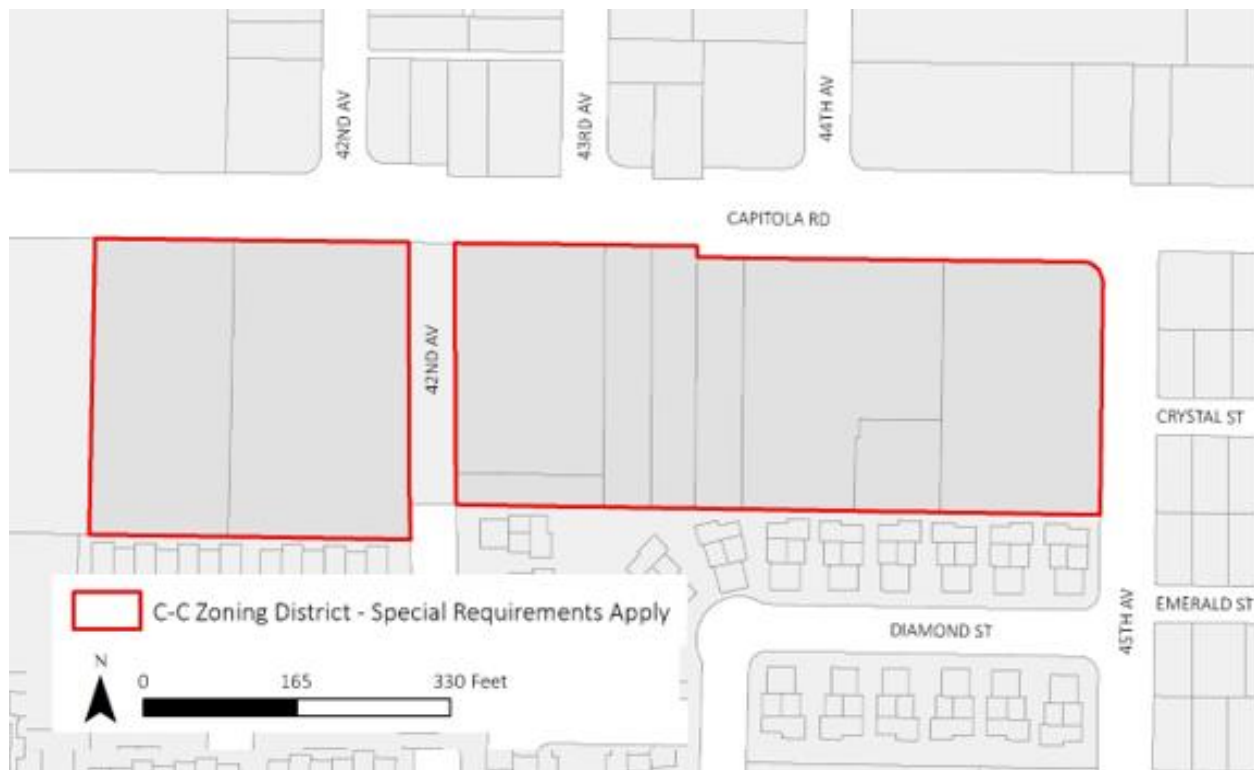 42ND AV
43RD AV
44TH AV
CAPITOLA RD
42ND AV
CRYSTAL ST
C-C Zoning District - Special Requirements Apply
EMERALD ST
DIAMOND ST
45TH AV
N
0 165 330 Feet